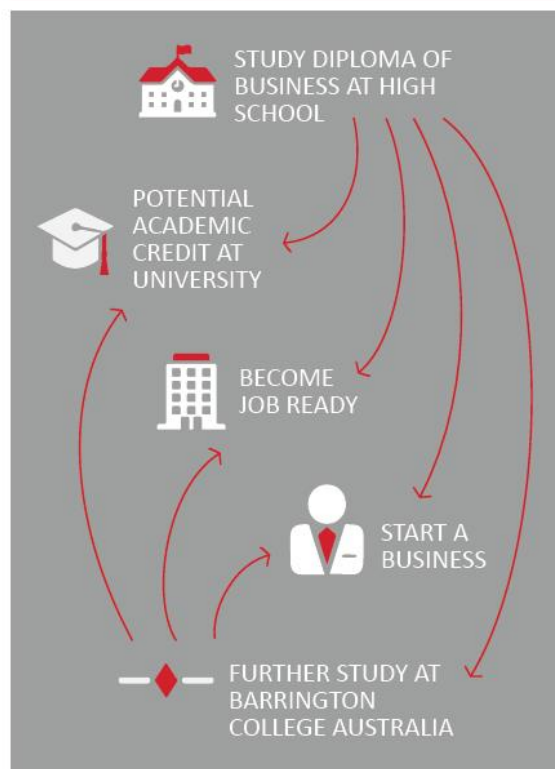 STUDY DIPLOMA OF
BUSINESS AT HIGH
SCHOOL
POTENTIAL
ACADEMIC
CREDIT AT
UNIVERSITY
BECOME
JOB READY
START A
BUSINESS
FURTHER STUDY AT
BARRINGTON
COLLEGE AUSTRALIA